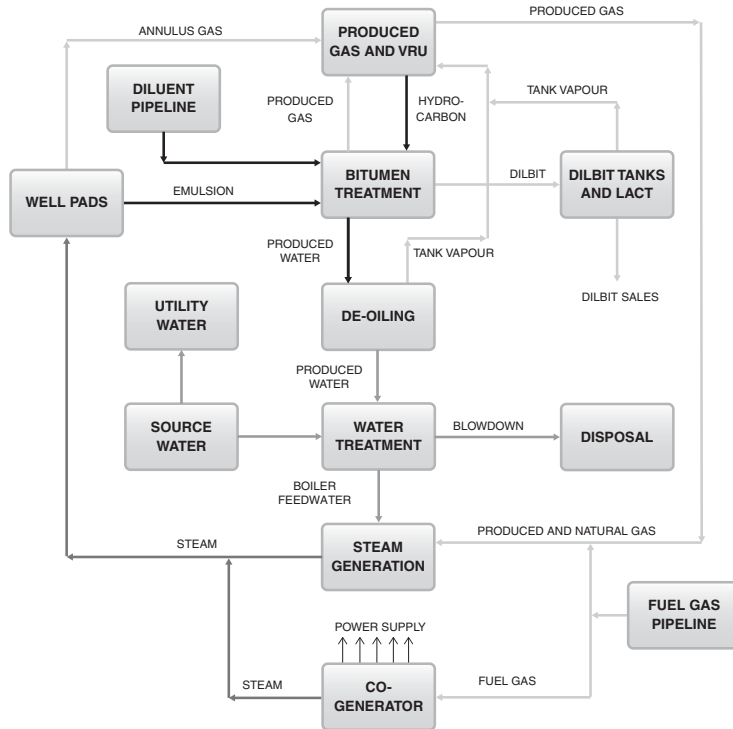 PRODUCED GAS
ANNULUS GAS
PRODUCED
GAS AND VRU
DILUENT
PIPELINE
PRODUCED
GAS
HYDRO-
CARBON
TANK VAPOUR
WELL PADS
EMULSION
BITUMEN
TREATMENT
DILBIT
DILBIT TANKS
AND LACT
PRODUCED
WATER
TANK VAPOUR
DILBIT SALES
UTILITY
WATER
DE-OILING
PRODUCED
WATER
SOURCE
WATER
WATER
TREATMENT
BLOWDOWN
DISPOSAL
BOILER
FEEDWATER
STEAM
STEAM
GENERATION
PRODUCED AND NATURAL GAS
FUEL GAS
PIPELINE
POWER SUPPLY
STEAM
CO-
GENERATOR
FUEL GAS